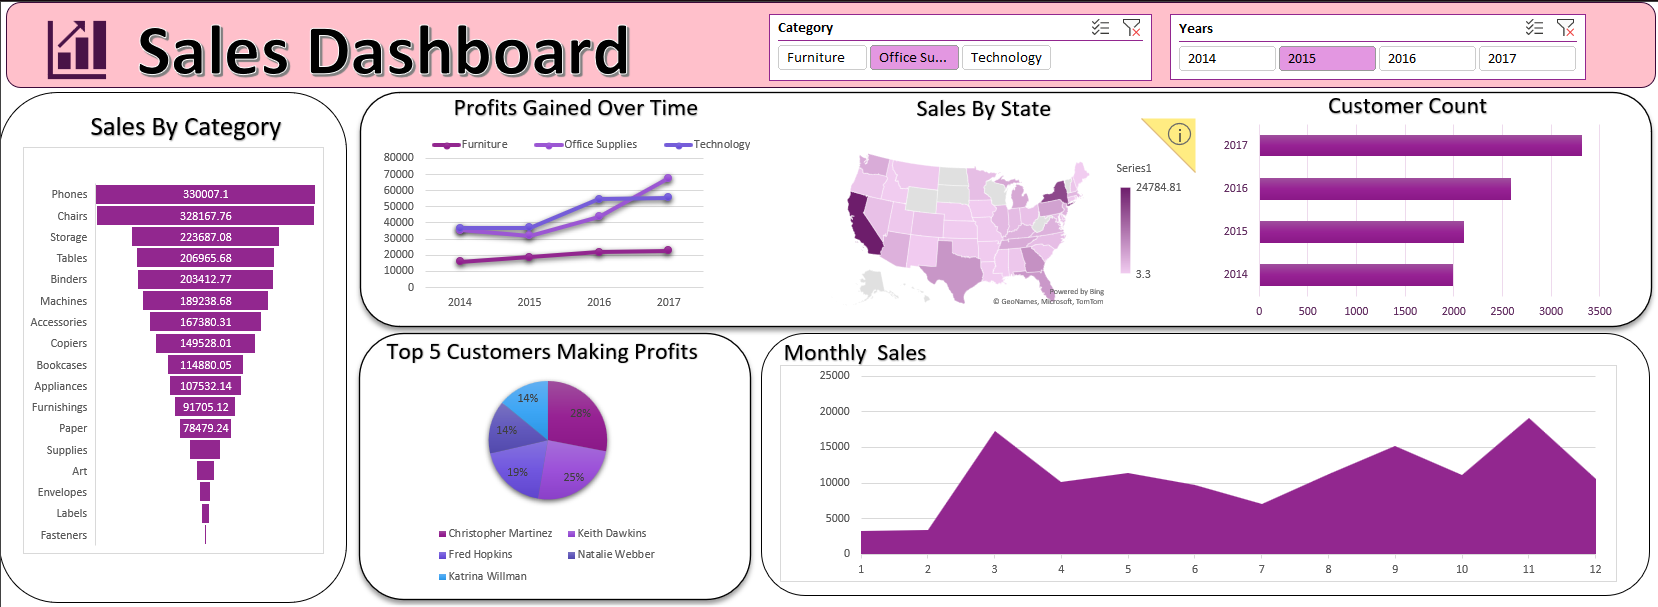 Sales Dashboard
Category
Furniture
Office Su...
Technology
Years
2014
2015
2016
2017
Sales By Category
Phones 330007.1
Chairs 328167.76
Storage 223687.08
Tables 206965.68
Binders 203412.77
Machines 189238.68
Accessories 167380.31
Copiers 149528.01
Bookcases 114880.05
Appliances 107532.14
Furnishings 91705.12
Paper 78479.24
Supplies
Art
Envelopes
Labels
Fasteners
Profits Gained Over Time
Furniture
Office Supplies
Technology
80000
70000
60000
50000
40000
30000
20000
10000
0
2014 2015 2016 2017
Sales By State
Series1
24784.81
3.3
Powered by Bing
© GeoNames, Microsoft, TomTom
Customer Count
2017
2016
2015
2014
0 500 1000 1500 2000 2500 3000 3500
Top 5 Customers Making Profits
14%
28%
14%
19%
25%
Christopher Martinez
Keith Dawkins
Fred Hopkins
Natalie Webber
Katrina Willman
Monthly Sales
25000
20000
15000
10000
5000
0
1 2 3 4 5 6 7 8 9 10 11 12